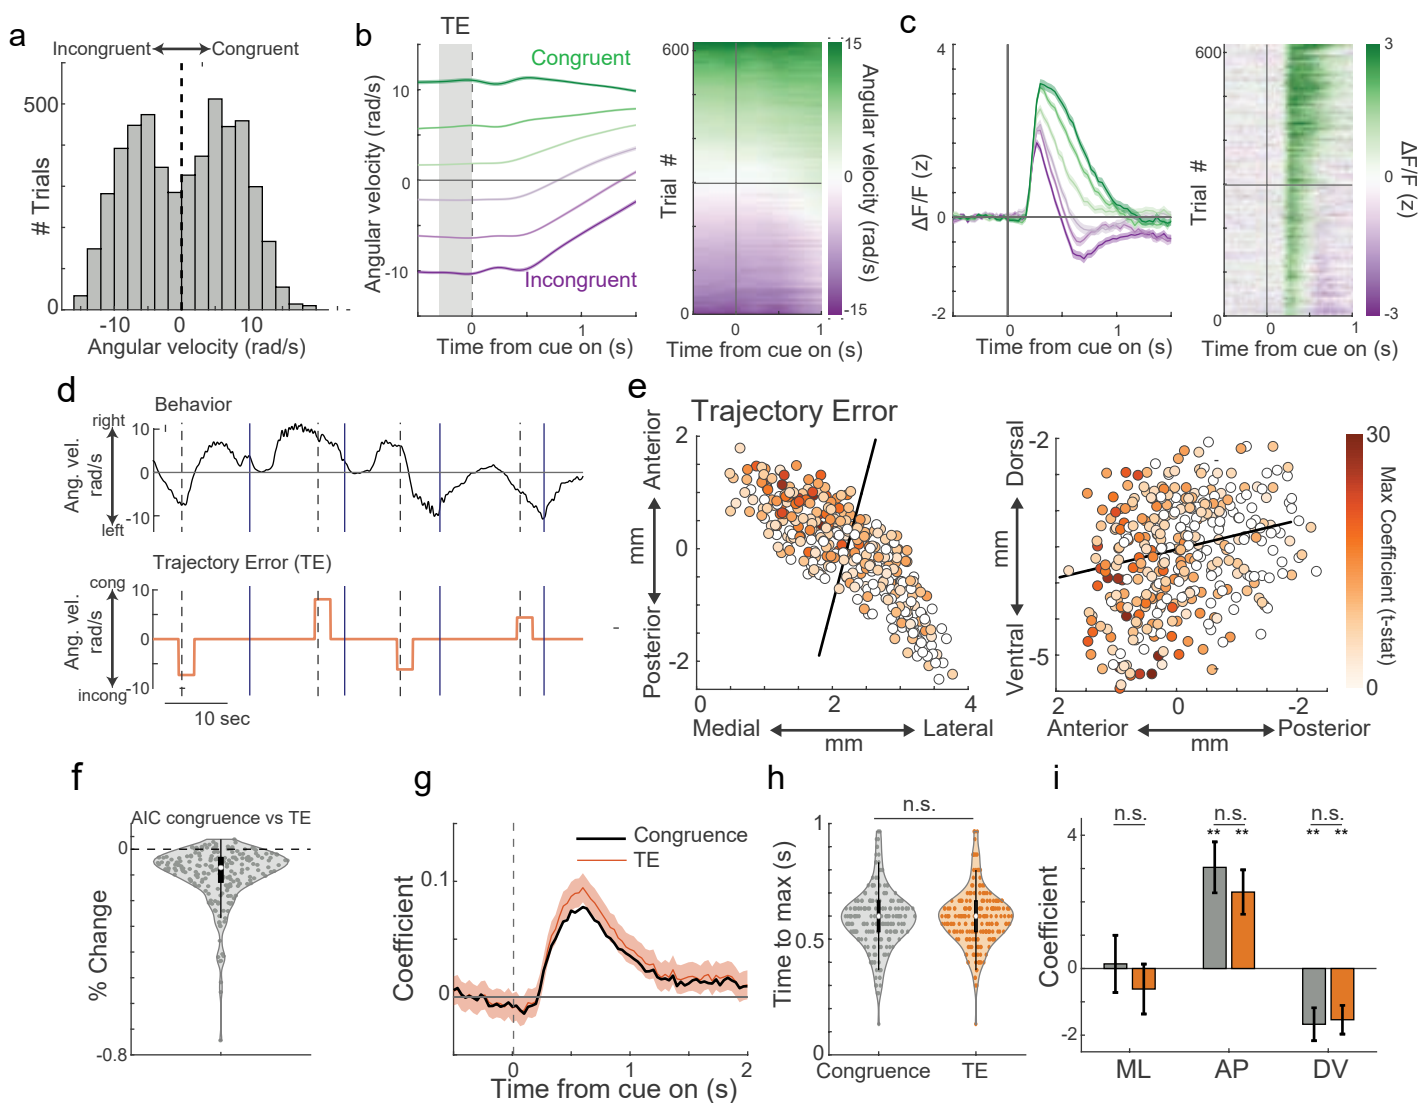 a
Incongruent
Congruent
# Trials
500
0
-10
0
10
Angular velocity (rad/s)
b
TE
Congruent
Incongruent
Angular velocity (rad/s)
10
0
-10
0
1
Time from cue on (s)
Trial #
600
0
0
1
Time from cue on (s)
15
0
-15
Angular velocity (rad/s)
c
ΔF/F (z)
4
2
0
-2
0
1
Time from cue on (s)
Trial #
600
0
0
1
Time from cue on (s)
3
0
-3
ΔF/F (z)
d
Behavior
right
left
Ang. vel.
rad/s
10
0
-10
Trajectory Error (TE)
cong
incong
Ang. vel.
rad/s
10
0
-10
10 sec
e
Trajectory Error
Posterior
mm
Anterior
2
0
-2
0
2
4
Medial
mm
Lateral
Ventral
mm
Dorsal
-2
-5
2
0
-2
Anterior
mm
Posterior
30
0
Max Coefficient (t-stat)
f
AIC congruence vs TE
% Change
0
-0.8
g
Congruence
TE
Coefficient
0.1
0
0
1
2
Time from cue on (s)
h
n.s.
Time to max (s)
1
0.5
0
Congruence
TE
i
n.s.
n.s.
n.s.
** **
** **
Coefficient
4
2
0
-2
ML
AP
DV